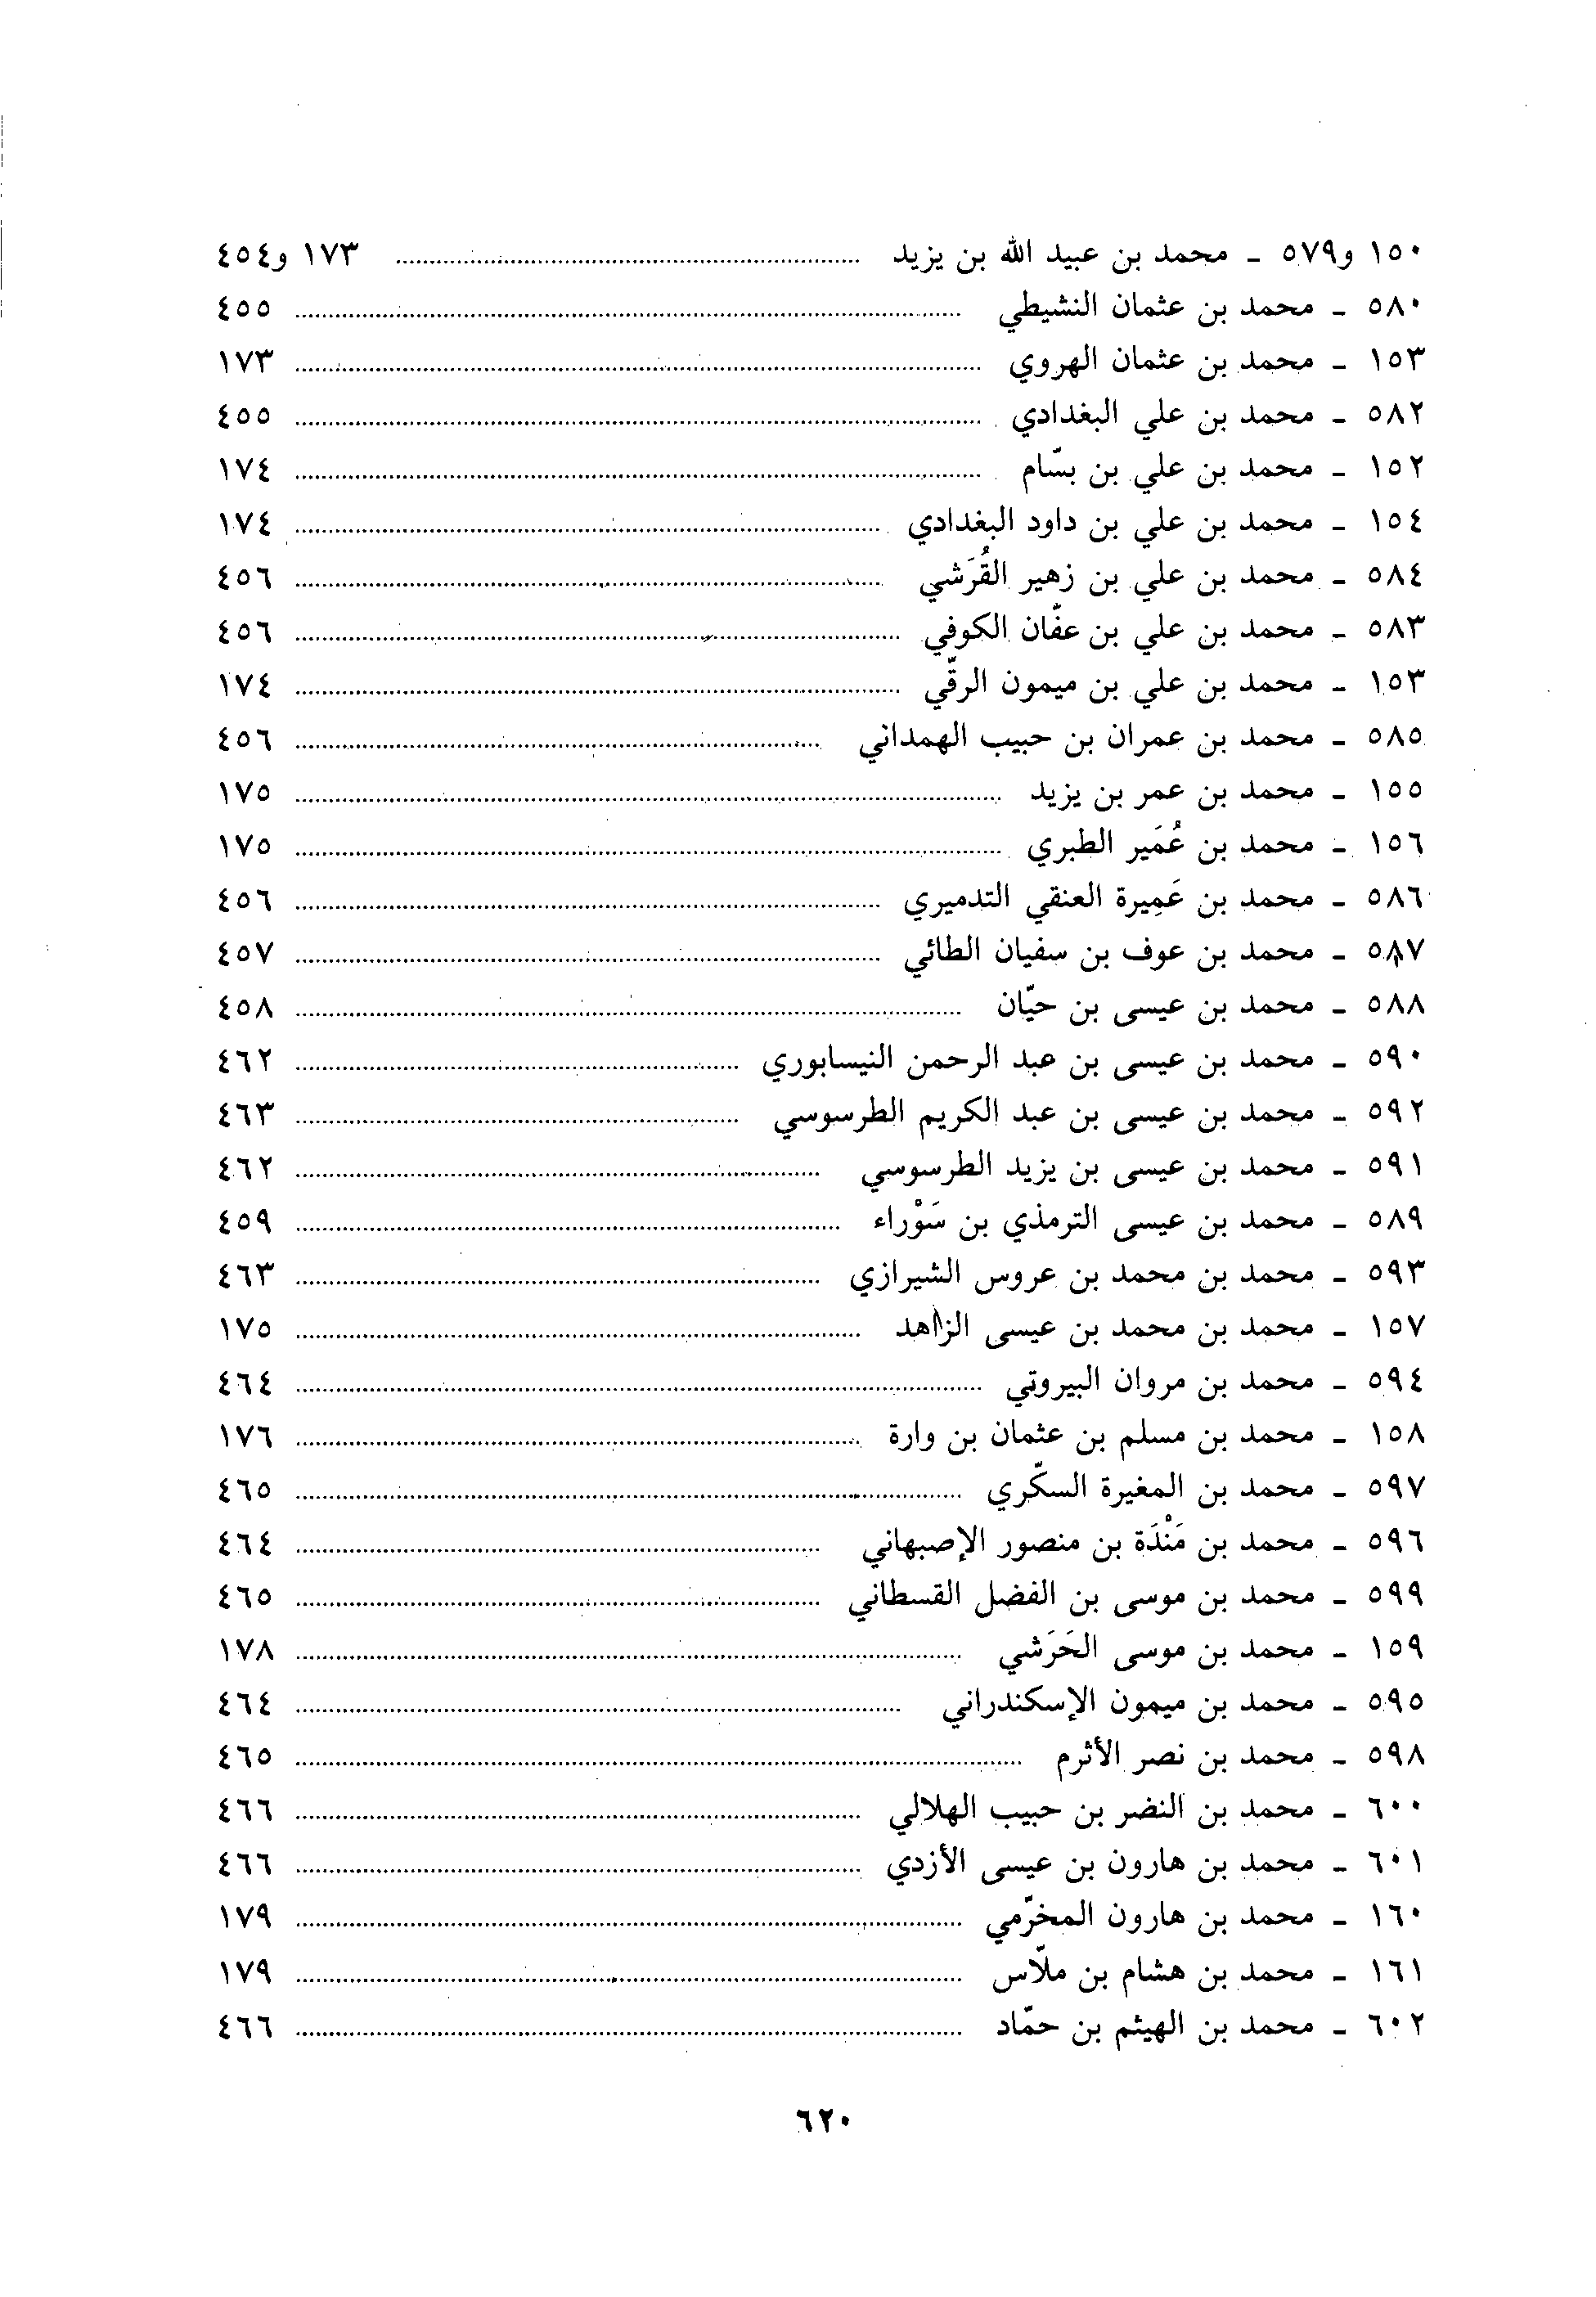 ١٥٠ و٥٧٩ ـ محمد بن عبيد الله بن يزيد ........ ١٧٣ و٤٥٤
٥٨٠ ـ محمد بن عثمان النشيطي ........ ٤٥٥
١٥٣ ـ محمد بن عثمان الهروي ........ ١٧٣
٥٨٢ ـ محمد بن علي البغدادي ........ ٤٥٥
١٥٢ ـ محمد بن علي بن بسّام ........ ١٧٤
١٥٤ ـ محمد بن علي بن داود البغدادي ........ ١٧٤
٥٨٤ ـ محمد بن علي بن زهير القُرَشي ........ ٤٥٦
٥٨٣ ـ محمد بن علي بن عفّان الكوفي ........ ٤٥٦
١٥٣ ـ محمد بن علي بن ميمون الرقّي ........ ١٧٤
٥٨٥ ـ محمد بن عمران بن حبيب الهمداني ........ ٤٥٦
١٥٥ ـ محمد بن عمر بن يزيد ........ ١٧٥
١٥٦ ـ محمد بن عُمَير الطبري ........ ١٧٥
٥٨٦ ـ محمد بن عَمِيرة العنقي التدميري ........ ٤٥٦
٥٨٧ ـ محمد بن عوف بن سفيان الطائي ........ ٤٥٧
٥٨٨ ـ محمد بن عيسى بن حيّان ........ ٤٥٨
٥٩٠ ـ محمد بن عيسى بن عبد الرحمن النيسابوري ........ ٤٦٢
٥٩٢ ـ محمد بن عيسى بن عبد الكريم الطرسوسي ........ ٤٦٣
٥٩١ ـ محمد بن عيسى بن يزيد الطرسوسي ........ ٤٦٢
٥٨٩ ـ محمد بن عيسى الترمذي بن سَوْراء ........ ٤٥٩
٥٩٣ ـ محمد بن محمد بن عروس الشيرازي ........ ٤٦٣
١٥٧ ـ محمد بن محمد بن عيسى الزاهد ........ ١٧٥
٥٩٤ ـ محمد بن مروان البيروتي ........ ٤٦٤
١٥٨ ـ محمد بن مسلم بن عثمان بن وارة ........ ١٧٦
٥٩٧ ـ محمد بن المغيرة السكّري ........ ٤٦٥
٥٩٦ ـ محمد بن مَنْدَة بن منصور الإصبهاني ........ ٤٦٤
٥٩٩ ـ محمد بن موسى بن الفضل القسطاني ........ ٤٦٥
١٥٩ ـ محمد بن موسى الحَرَشي ........ ١٧٨
٥٩٥ ـ محمد بن ميمون الإسكندراني ........ ٤٦٤
٥٩٨ ـ محمد بن نصر الأثرم ........ ٤٦٥
٦٠٠ ـ محمد بن النضر بن حبيب الهلالي ........ ٤٦٦
٦٠١ ـ محمد بن هارون بن عيسى الأزدي ........ ٤٦٦
١٦٠ ـ محمد بن هارون المخرّمي ........ ١٧٩
١٦١ ـ محمد بن هشام بن ملّاس ........ ١٧٩
٦٠٢ ـ محمد بن الهيثم بن حمّاد ........ ٤٦٦
٦٢٠